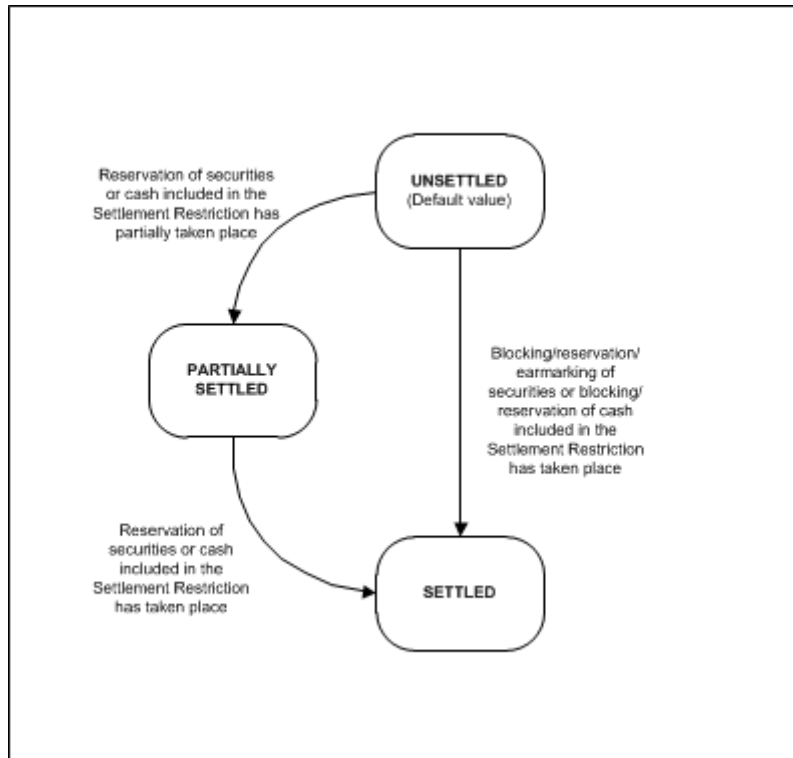 UNSETTLED
(Default value)
Reservation of securities
or cash included in the
Settlement Restriction has
partially taken place
PARTIALLY
SETTLED
Blocking/reservation/
earmarking of
securities or blocking/
reservation of cash
included in the
Settlement Restriction
has taken place
Reservation of
securities or cash
included in the
Settlement Restriction
has taken place
SETTLED